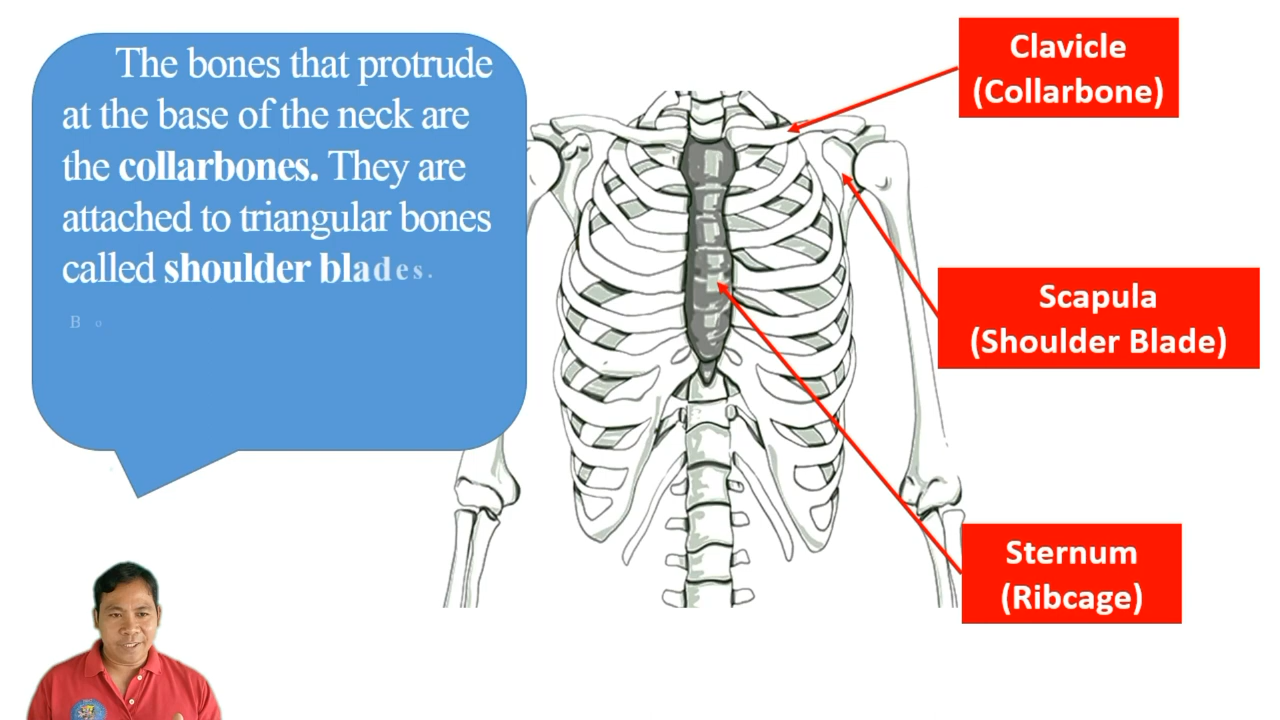 The bones that protrude
at the base of the neck are
the collarbones. They are
attached to triangular bones
called shoulder blades.
B o
Clavicle
(Collarbone)
Scapula
(Shoulder Blade)
Sternum
(Ribcage)